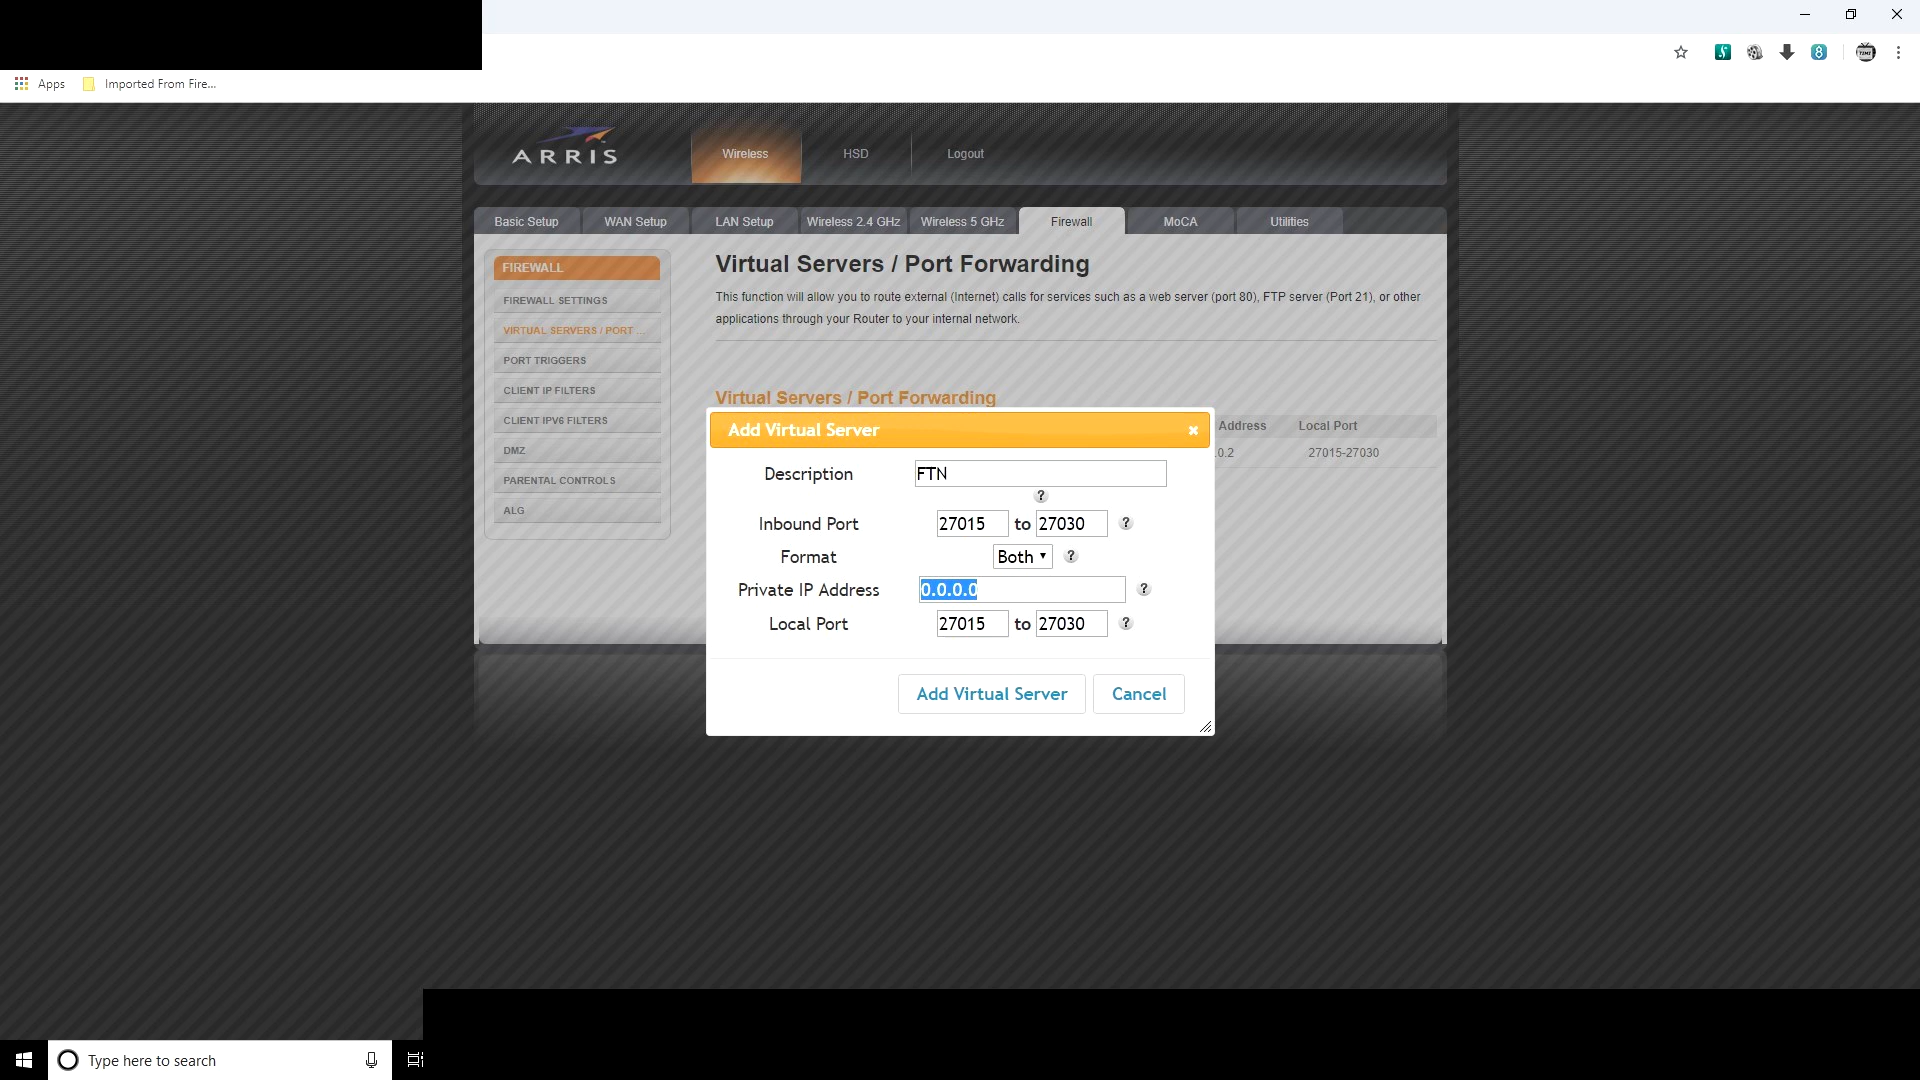 Apps
Imported From Fire...
ARRIS
Wireless
HSD
Logout
Basic Setup
WAN Setup
LAN Setup
Wireless 2.4 GHz
Wireless 5 GHz
Firewall
MoCA
Utilities
FIREWALL
FIREWALL SETTINGS
VIRTUAL SERVERS / PORT ...
PORT TRIGGERS
CLIENT IP FILTERS
CLIENT IPV6 FILTERS
DMZ
PARENTAL CONTROLS
ALG
Virtual Servers / Port Forwarding
This function will allow you to route external (Internet) calls for services such as a web server (port 80), FTP server (Port 21), or other
applications through your Router to your internal network.
Virtual Servers / Port Forwarding
Address Local Port
.0.2 27015-27030
Add Virtual Server
Description FTN
?
Inbound Port 27015 to 27030 ?
Format Both ?
Private IP Address 0.0.0.0 ?
Local Port 27015 to 27030 ?
Add Virtual Server
Cancel
Type here to search